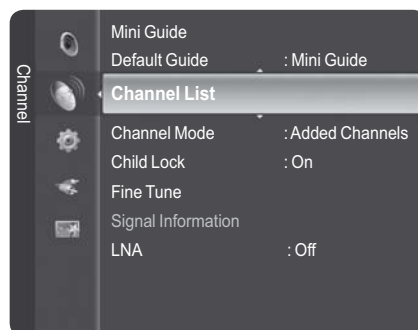 Channel
Mini Guide
Default Guide : Mini Guide
Channel List
Channel Mode : Added Channels
Child Lock : On
Fine Tune
Signal Information
LNA : Off